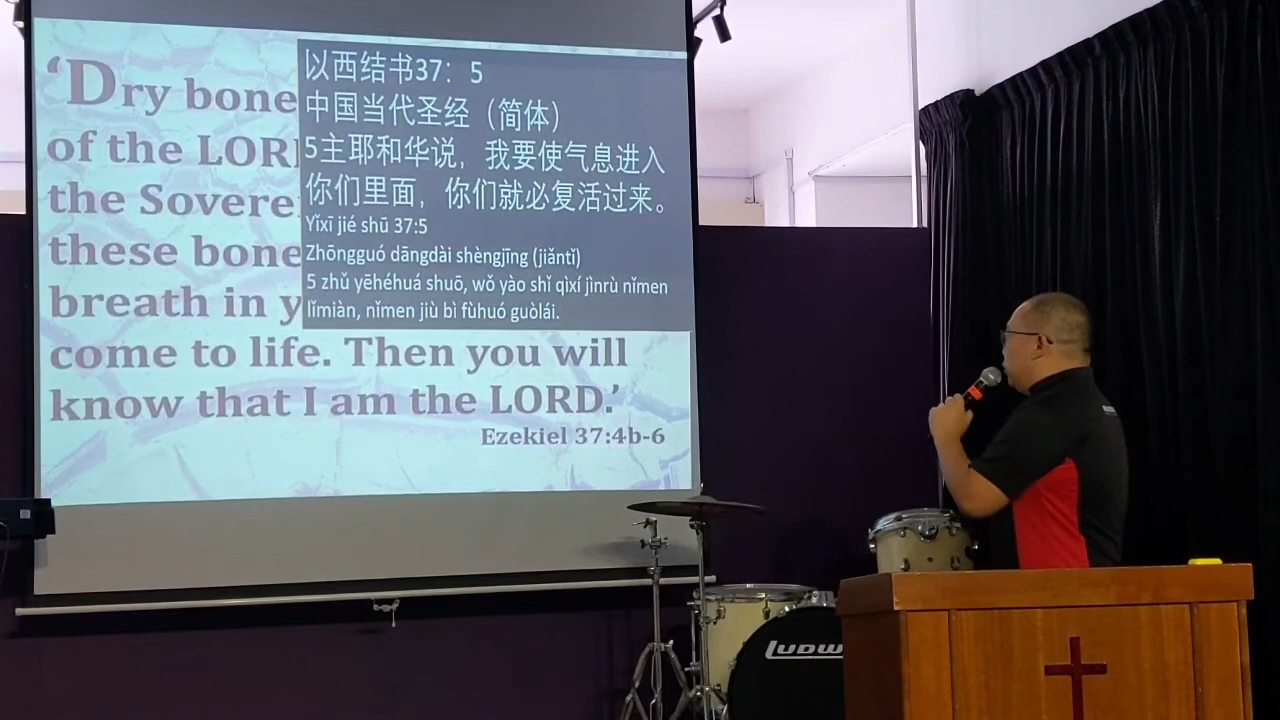 ‘Dry bone
of the LOR
the Sovere
these bone
breath in y
come to life. Then you will
know that I am the LORD.’
Ezekiel 37:4b-6
以西结书37：5
中国当代圣经（简体）
5主耶和华说，我要使气息进入
你们里面，你们就必复活过来。
Yǐxī jié shū 37:5
Zhōngguó dāngdài shèngjīng (jiǎntǐ)
5 zhǔ yēhéhuá shuō, wǒ yào shǐ qìxí jìnrù nǐmen
lǐmiàn, nǐmen jiù bì fùhuó guòlái.
LUDW